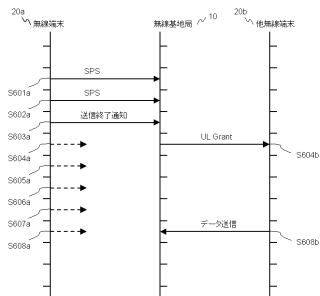 20a
無線端末
無線基地局
10
20b
他無線端末
SPS
S601a
SPS
S602a
送信終了通知
S603a
UL Grant
S604a
S604b
S605a
S606a
S607a
データ送信
S608a
S608b